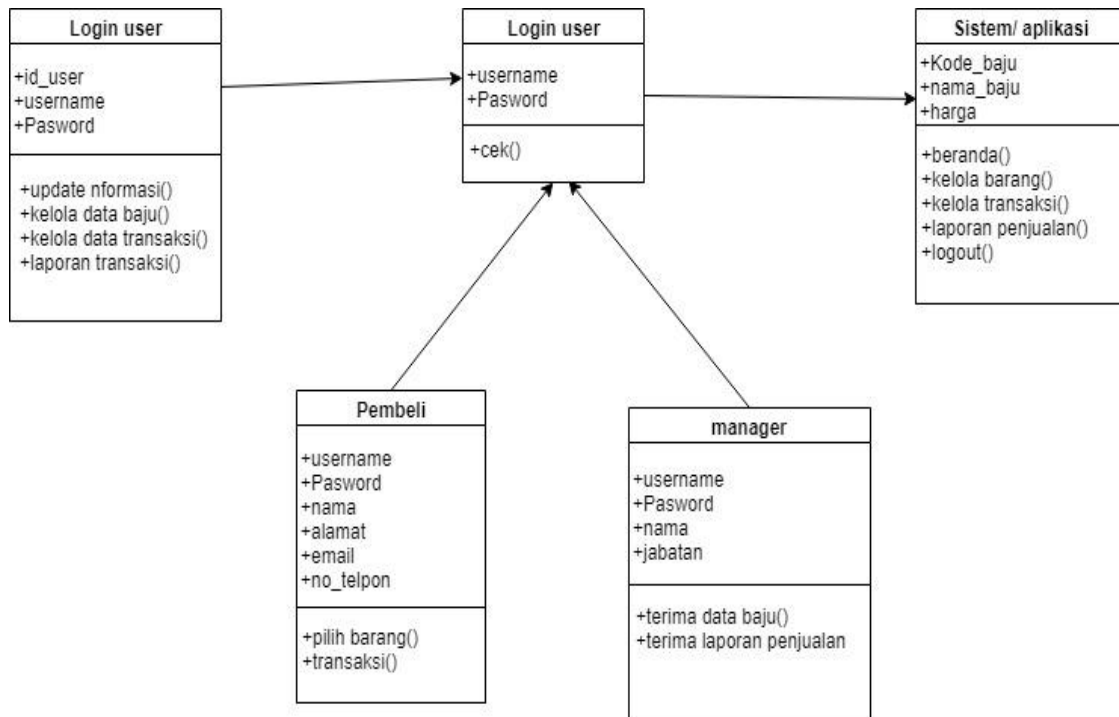 Login user
+id_user
+username
+Pasword
+update nformasi()
+kelola data baju()
+kelola data transaksi()
+laporan transaksi()
Login user
+username
+Pasword
+cek()
Sistem/ aplikasi
+Kode_baju
+nama_baju
+harga
+beranda()
+kelola barang()
+kelola transaksi()
+laporan penjualan()
+logout()
Pembeli
+username
+Pasword
+nama
+alamat
+email
+no_telpon
+pilih barang()
+transaksi()
manager
+username
+Pasword
+nama
+jabatan
+terima data baju()
+terima laporan penjualan